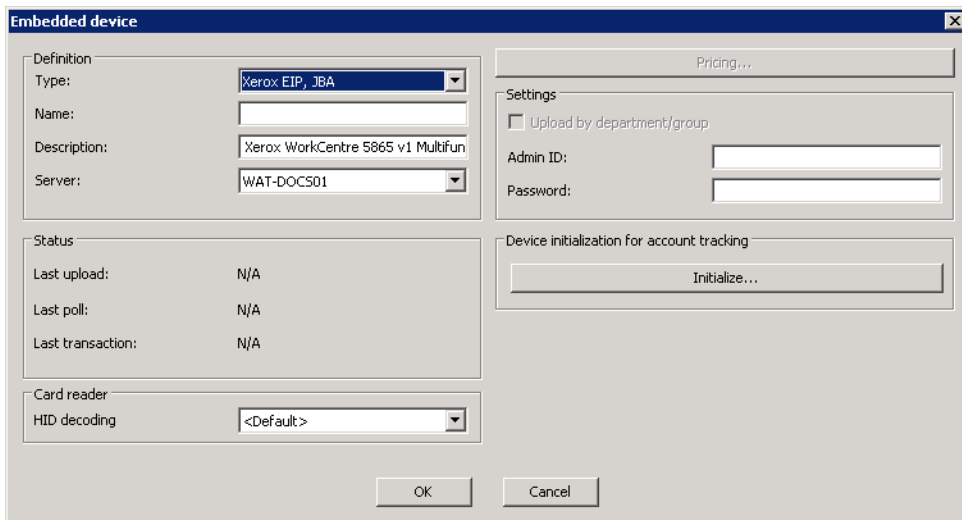 Embedded device
Definition
Type: Xerox EIP, JBA
Name:
Description: Xerox WorkCentre 5865 v1 Multifun
Server: WAT-DOCS01
Pricing...
Settings
Upload by department/group
Admin ID:
Password:
Status
Last upload: N/A
Last poll: N/A
Last transaction: N/A
Device initialization for account tracking
Initialize...
Card reader
HID decoding <Default>
OK Cancel